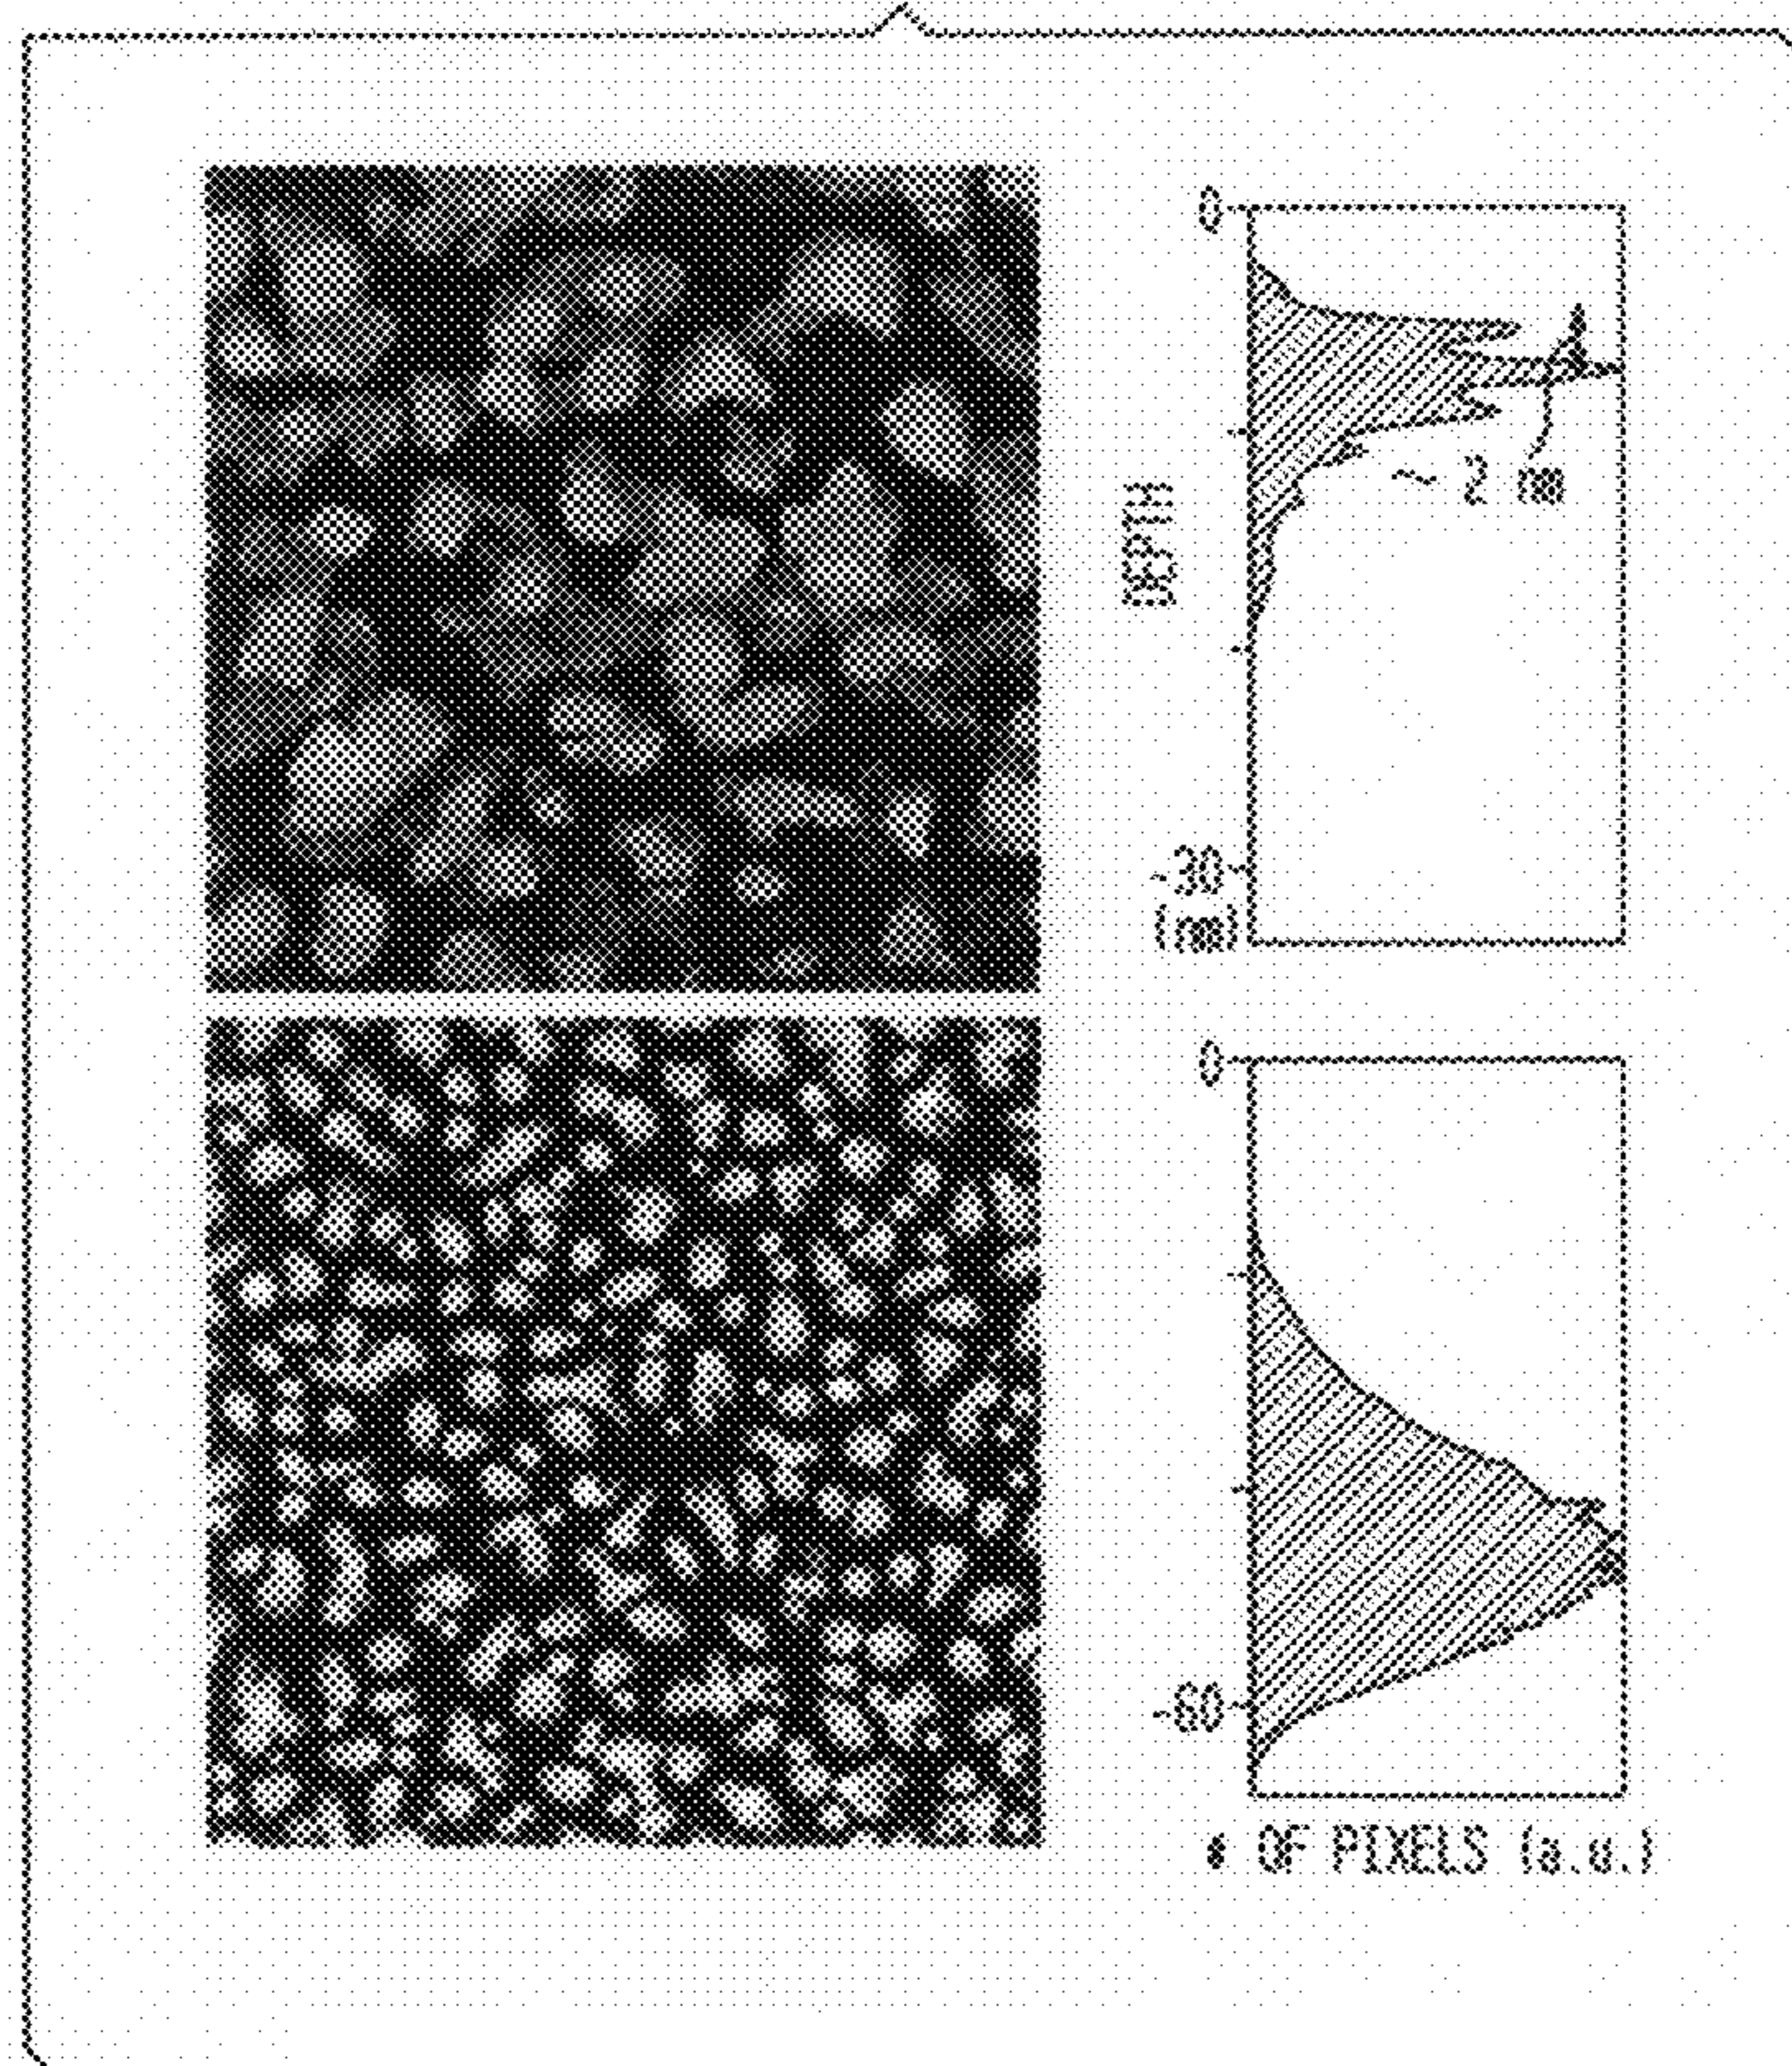 0
~ 2 nm
DEPTH
-30
(nm)
0
-60
# OF PIXELS (a.u.)